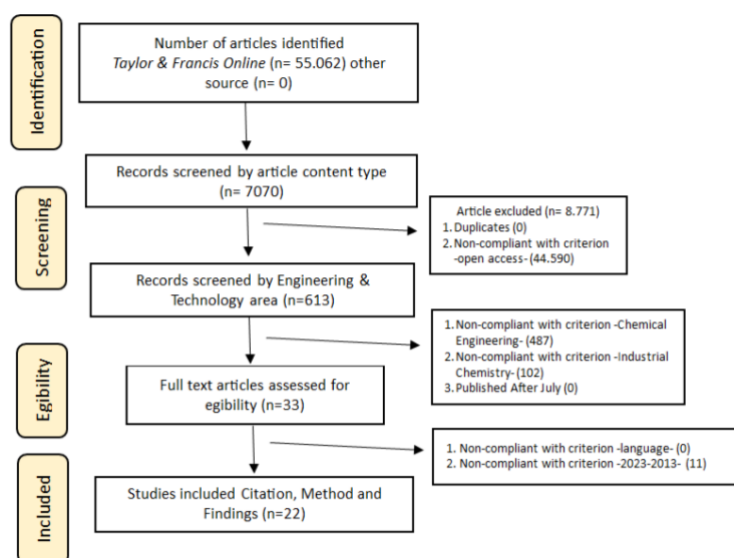 Identification
Number of articles identified
Taylor & Francis Online (n= 55.062) other
source (n= 0)
Records screened by article content type
(n= 7070)
Screening
Article excluded (n= 8.771)
1. Duplicates (0)
2. Non-compliant with criterion
-open access- (44.590)
Records screened by Engineering &
Technology area (n=613)
1. Non-compliant with criterion -Chemical
Engineering- (487)
2. Non-compliant with criterion -Industrial
Chemistry- (102)
3. Published After July (0)
Egibility
Full text articles assessed for
egibility (n=33)
1. Non-compliant with criterion -language- (0)
2. Non-compliant with criterion -2023-2013- (11)
Included
Studies included Citation, Method and
Findings (n=22)